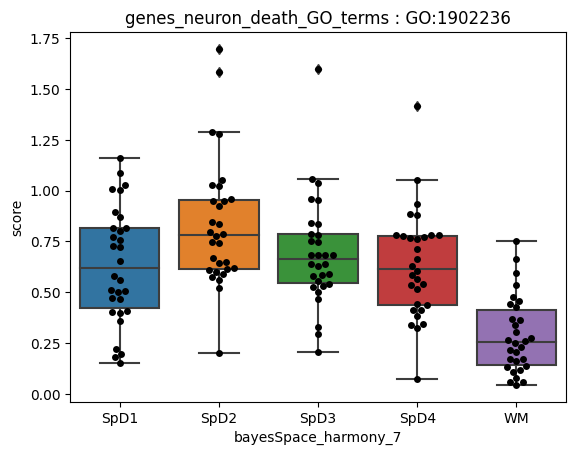 genes_neuron_death_GO_terms : GO:1902236
1.75
1.50
1.25
1.00
0.75
0.50
0.25
0.00
score
SpD1 SpD2 SpD3 SpD4 WM
bayesSpace_harmony_7